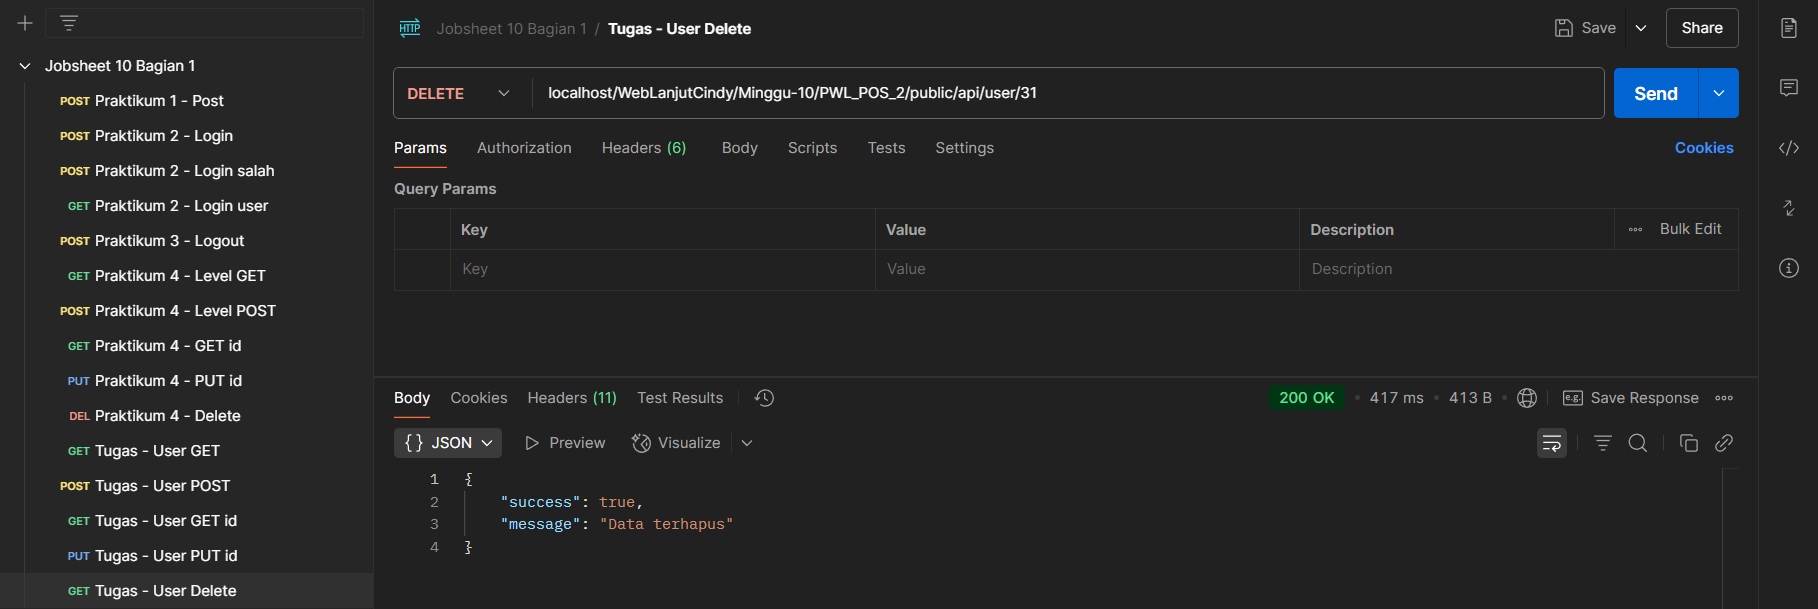 Jobsheet 10 Bagian 1
POST Praktikum 1 - Post
POST Praktikum 2 - Login
POST Praktikum 2 - Login salah
GET Praktikum 2 - Login user
POST Praktikum 3 - Logout
GET Praktikum 4 - Level GET
POST Praktikum 4 - Level POST
GET Praktikum 4 - GET id
PUT Praktikum 4 - PUT id
DEL Praktikum 4 - Delete
GET Tugas - User GET
POST Tugas - User POST
GET Tugas - User GET id
PUT Tugas - User PUT id
GET Tugas - User Delete
HTTP Jobsheet 10 Bagian 1 / Tugas - User Delete
Save Share
DELETE localhost/WebLanjutCindy/Minggu-10/PWL_POS_2/public/api/user/31 Send
Params Authorization Headers (6) Body Scripts Tests Settings Cookies
Query Params
Key Value Description Bulk Edit
Key Value Description
Body Cookies Headers (11) Test Results 200 OK • 417 ms • 413 B • e.g. Save Response
{} JSON Preview Visualize
1 {
2 "success": true,
3 "message": "Data terhapus"
4 }